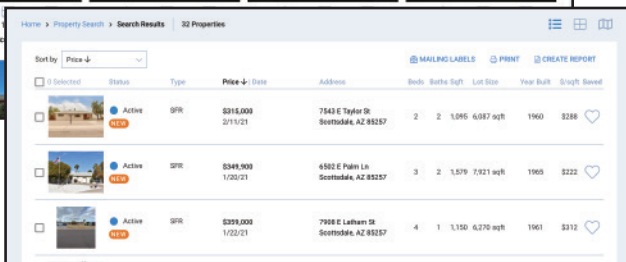 Home > Property Search > Search Results 32 Properties
Sort by Price ↓
MAILING LABELS PRINT CREATE REPORT
0 Selected Status Type Price ↓ | Date Address Beds Baths Sqft Lot Size Year Built $/sqft Saved
Active SFR $315,000 7543 E Taylor St 2 2 1,095 6,087 sqft 1960 $288
NEW 2/11/21 Scottsdale, AZ 85257
Active SFR $349,900 6502 E Palm Ln 3 2 1,579 7,921 sqft 1965 $222
NEW 1/20/21 Scottsdale, AZ 85257
Active SFR $359,000 7908 E Latham St 4 1 1,150 6,270 sqft 1961 $312
NEW 1/22/21 Scottsdale, AZ 85257